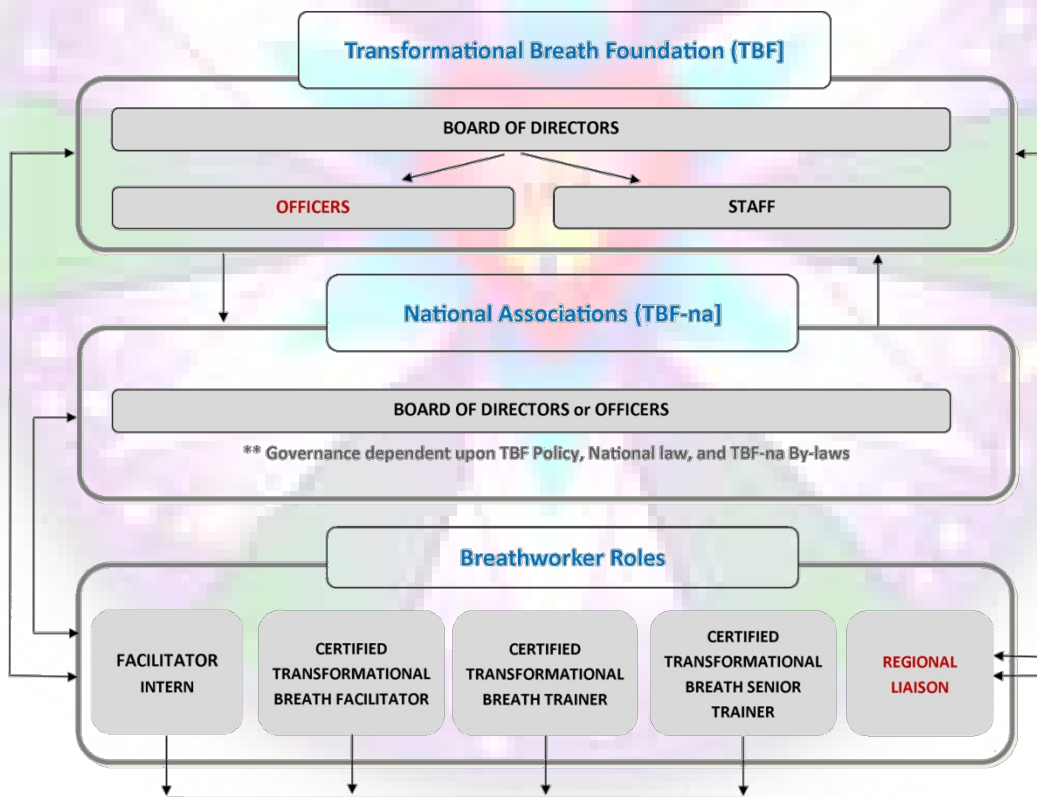 Transformational Breath Foundation (TBF]
BOARD OF DIRECTORS
OFFICERS
STAFF
National Associations (TBF-na]
BOARD OF DIRECTORS or OFFICERS
** Governance dependent upon TBF Policy, National law, and TBF-na By-laws
Breathworker Roles
FACILITATOR
INTERN
CERTIFIED
TRANSFORMATIONAL
BREATH FACILITATOR
CERTIFIED
TRANSFORMATIONAL
BREATH TRAINER
CERTIFIED
TRANSFORMATIONAL
BREATH SENIOR
TRAINER
REGIONAL
LIAISON